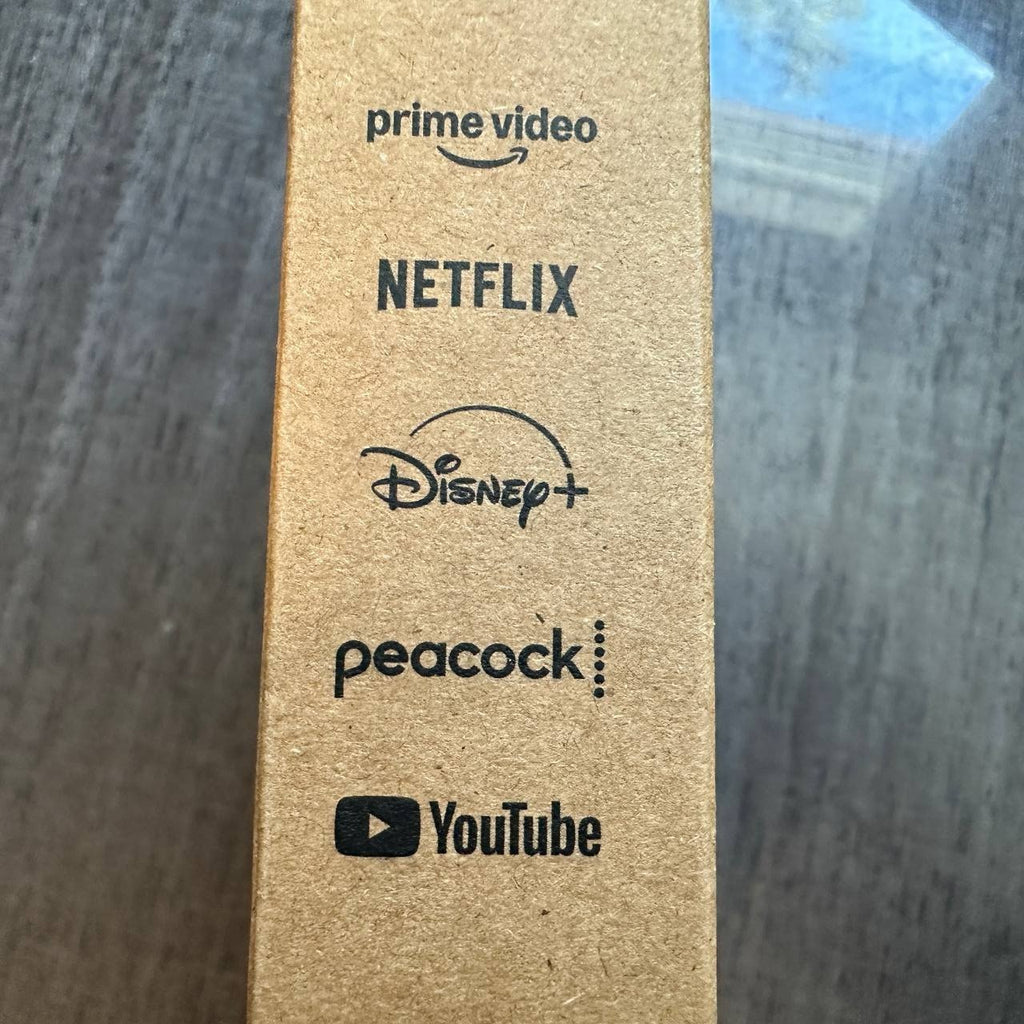 prime video
NETFLIX
Disney+
peacock
YouTube